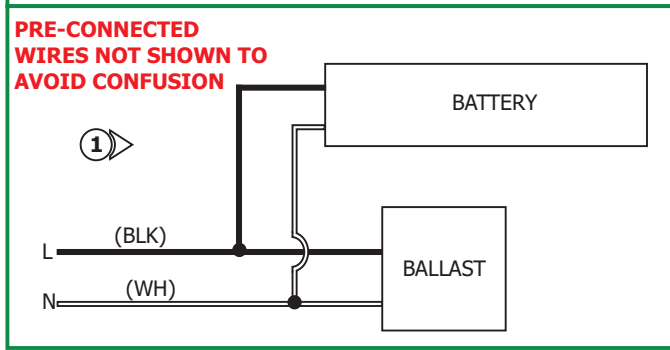 PRE-CONNECTED
WIRES NOT SHOWN TO
AVOID CONFUSION
BATTERY
1
(BLK)
L
BALLAST
(WH)
N